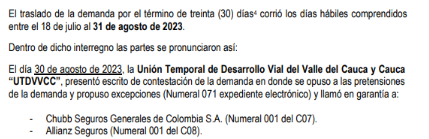 El traslado de la demanda por el término de treinta (30) días⁴ corrió los días hábiles comprendidos
entre el 18 de julio al 31 de agosto de 2023.
Dentro de dicho interregno las partes se pronunciaron así:
El día 30 de agosto de 2023, la Unión Temporal de Desarrollo Vial del Valle del Cauca y Cauca
“UTDVVCC”, presentó escrito de contestación de la demanda en donde se opuso a las pretensiones
de la demanda y propuso excepciones (Numeral 071 expediente electrónico) y llamó en garantía a:
- Chubb Seguros Generales de Colombia S.A. (Numeral 001 del C07).
- Allianz Seguros (Numeral 001 del C08).